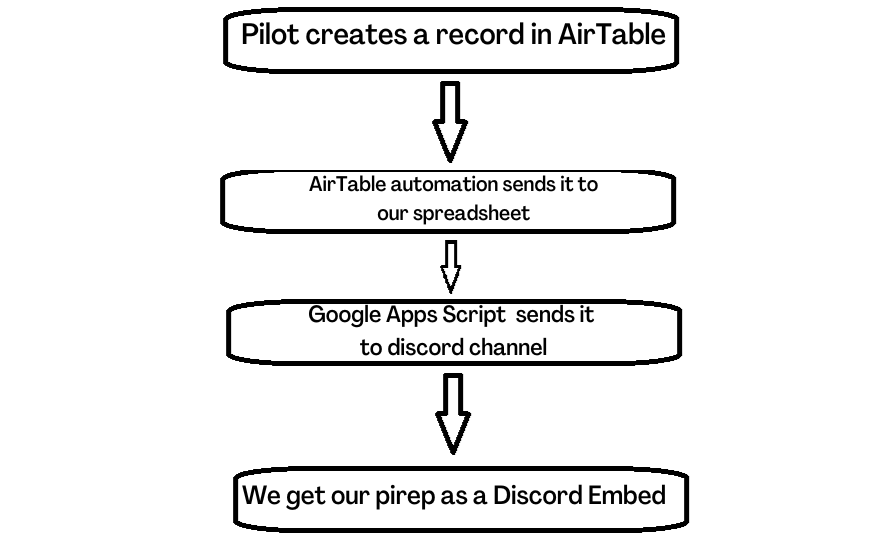 Pilot creates a record in AirTable
AirTable automation sends it to
our spreadsheet
Google Apps Script  sends it
to discord channel
We get our pirep as a Discord Embed